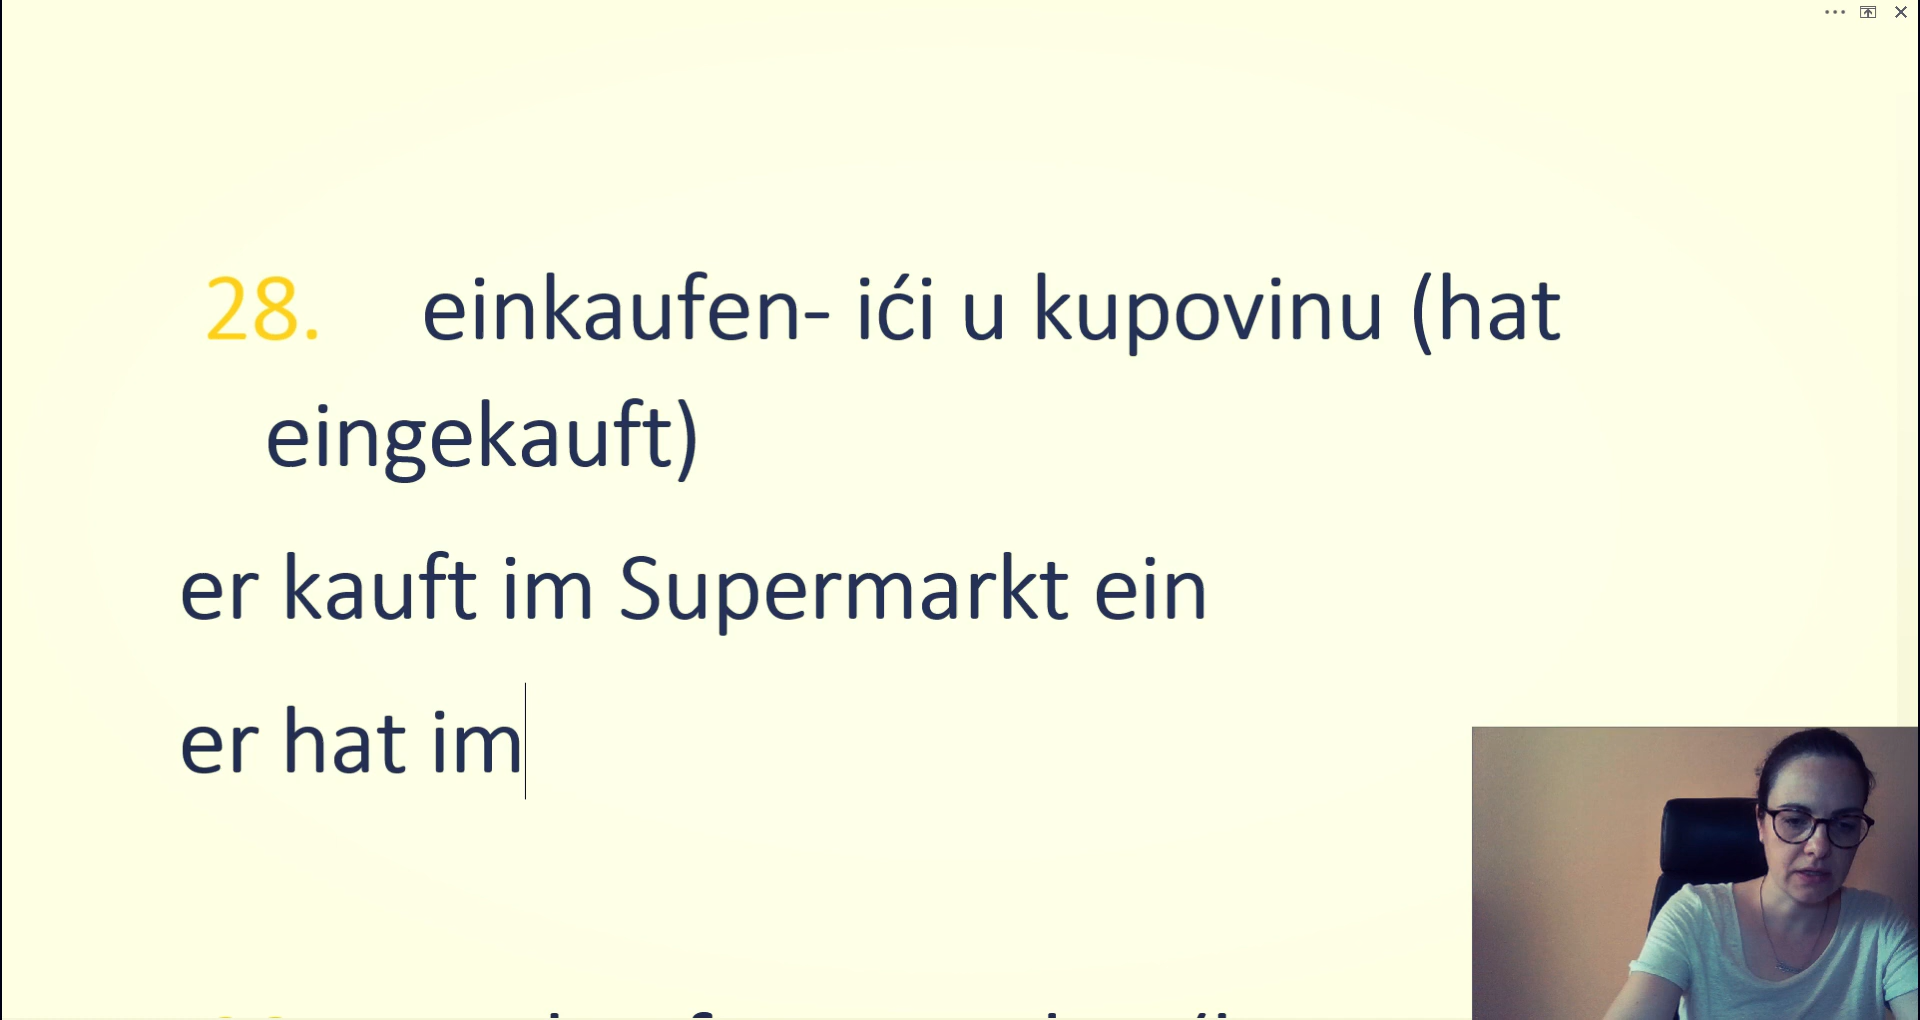 28. einkaufen- ići u kupovinu (hat
eingekauft)
er kauft im Supermarkt ein
er hat im